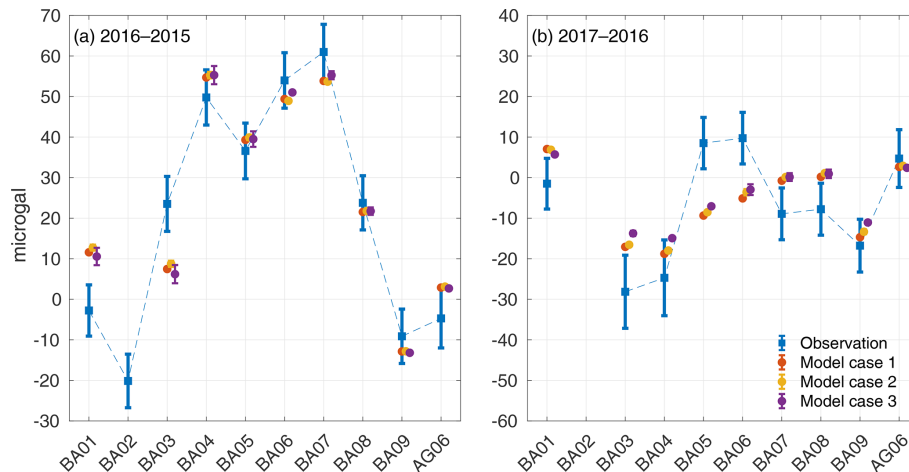 (a) 2016–2015
microgal
70
60
50
40
30
20
10
0
-10
-20
-30
BA01
BA02
BA03
BA04
BA05
BA06
BA07
BA08
BA09
AG06
(b) 2017–2016
40
30
20
10
0
-10
-20
-30
-40
-50
-60
BA01
BA02
BA03
BA04
BA05
BA06
BA07
BA08
BA09
AG06
Observation
Model case 1
Model case 2
Model case 3